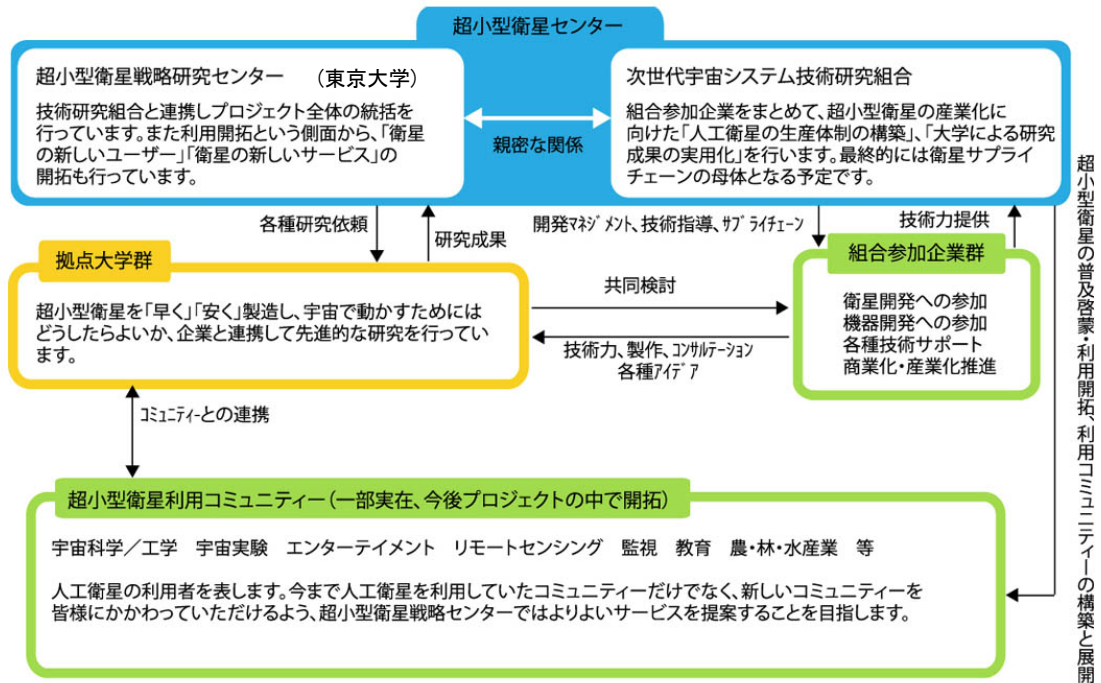 超小型衛星センター
超小型衛星戦略研究センター （東京大学）
技術研究組合と連携しプロジェクト全体の統括を
行っています。また利用開拓という側面から、「衛星
の新しいユーザー」「衛星の新しいサービス」の
開拓も行っています。
親密な関係
次世代宇宙システム技術研究組合
組合参加企業をまとめて、超小型衛星の産業化に
向けた「人工衛星の生産体制の構築」、「大学による研究
成果の実用化」を行います。最終的には衛星サプライ
チェーンの母体となる予定です。
各種研究依頼
研究成果
開発ﾏﾈｼﾞﾒﾝﾄ、技術指導、ｻﾌﾟﾗｲﾁｪｰﾝ
技術力提供
拠点大学群
超小型衛星を「早く」「安く」製造し、宇宙で動かすためには
どうしたらよいか、企業と連携して先進的な研究を行ってい
ます。
共同検討
技術力、製作、ｺﾝｻﾙﾃｰｼｮﾝ
各種ｱｲﾃﾞｱ
組合参加企業群
衛星開発への参加
機器開発への参加
各種技術サポート
商業化・産業化推進
ｺﾐｭﾆﾃｨｰとの連携
超小型衛星利用コミュニティー（一部実在、今後プロジェクトの中で開拓）
宇宙科学／工学 宇宙実験 エンターテイメント リモートセンシング 監視 教育 農・林・水産業 等
人工衛星の利用者を表します。今まで人工衛星を利用していたコミュニティーだけでなく、新しいコミュニティーを
皆様にかかわっていただけるよう、超小型衛星戦略センターではよりよいサービスを提案することを目指します。
超小型衛星の普及啓蒙・利用開拓、利用コミュニティーの構築と展開